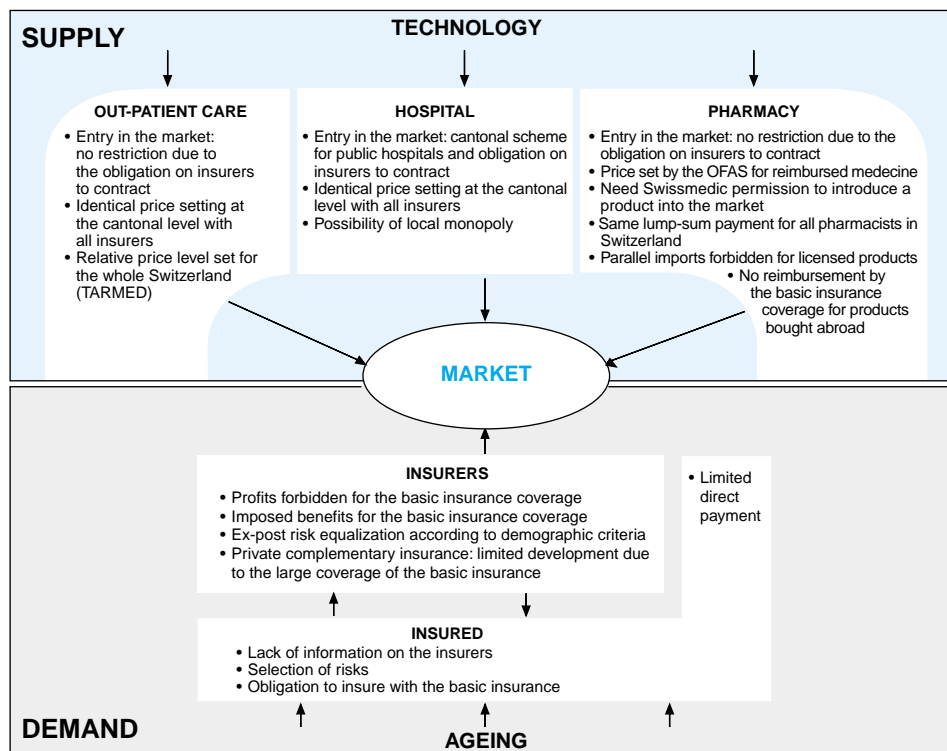 SUPPLY
TECHNOLOGY
OUT-PATIENT CARE
• Entry in the market:
no restriction due to
the obligation on insurers
to contract
• Identical price setting at
the cantonal level with
all insurers
• Relative price level set for
the whole Switzerland
(TARMED)
HOSPITAL
• Entry in the market: cantonal scheme
for public hospitals and obligation on
insurers to contract
• Identical price setting at the cantonal
level with all insurers
• Possibility of local monopoly
PHARMACY
• Entry in the market: no restriction due to the
obligation on insurers to contract
• Price set by the OFAS for reimbursed medecine
• Need Swissmedic permission to introduce a
product into the market
• Same lump-sum payment for all pharmacists in
Switzerland
• Parallel imports forbidden for licensed products
• No reimbursement by
the basic insurance
coverage for products
bought abroad
MARKET
INSURERS
• Profits forbidden for the basic insurance coverage
• Imposed benefits for the basic insurance coverage
• Ex-post risk equalization according to demographic criteria
• Private complementary insurance: limited development due
to the large coverage of the basic insurance
• Limited
direct
payment
INSURED
• Lack of information on the insurers
• Selection of risks
• Obligation to insure with the basic insurance
DEMAND
AGEING